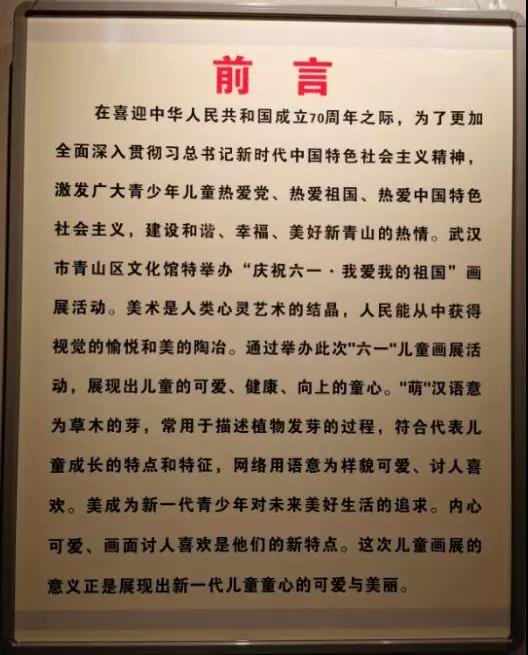 前 言
在喜迎中华人民共和国成立70周年之际，为了更加
全面深入贯彻习总书记新时代中国特色社会主义精神，
激发广大青少年儿童热爱党、热爱祖国、热爱中国特色
社会主义，建设和谐、幸福、美好新青山的热情。武汉
市青山区文化馆特举办“庆祝六一·我爱我的祖国”画
展活动。美术是人类心灵艺术的结晶，人民能从中获得
视觉的愉悦和美的陶冶。通过举办此次"六一"儿童画展活
动，展现出儿童的可爱、健康、向上的童心。"萌"汉语意
为草木的芽，常用于描述植物发芽的过程，符合代表儿
童成长的特点和特征，网络用语意为样貌可爱、讨人喜
欢。美成为新一代青少年对未来美好生活的追求。内心
可爱、画面讨人喜欢是他们的新特点。这次儿童画展的
意义正是展现出新一代儿童童心的可爱与美丽。